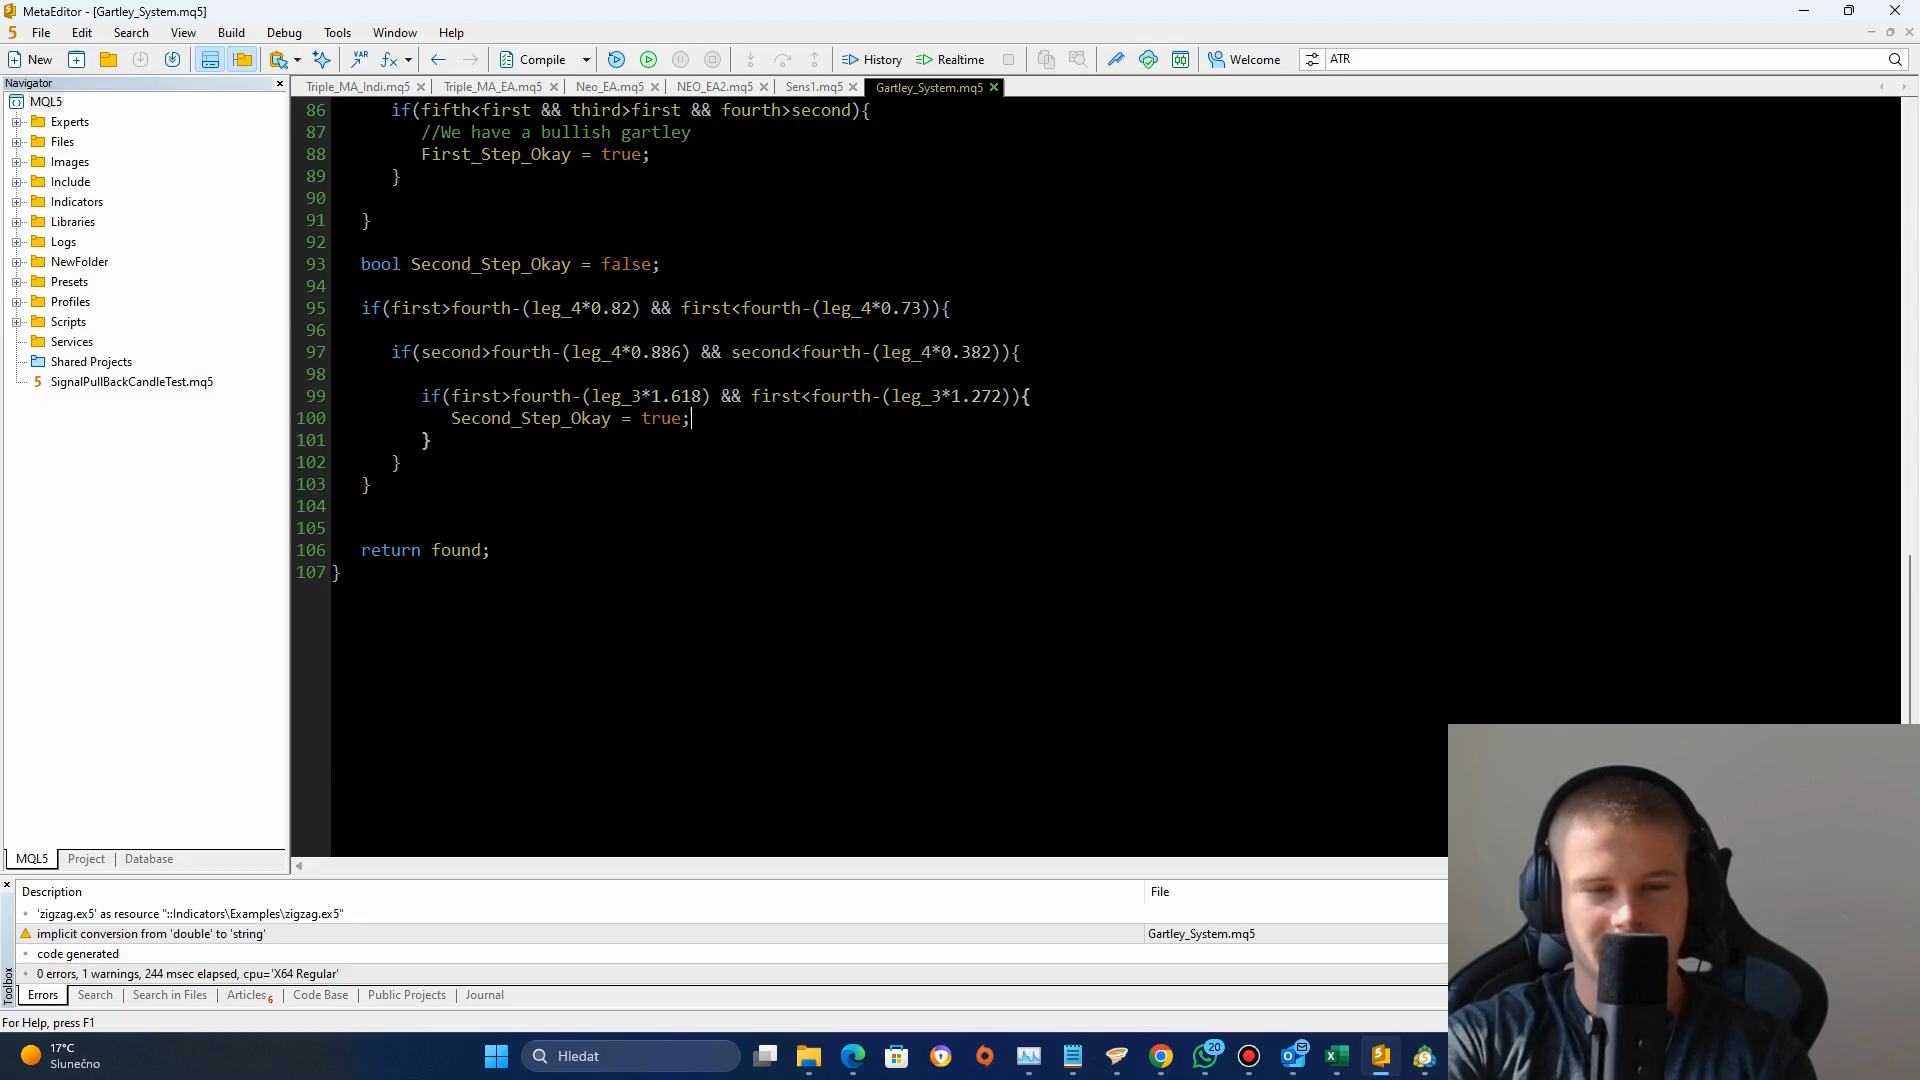 MetaEditor - [Gartley_System.mq5]
5 File Edit Search View Build Debug Tools Window Help
New Compile History Realtime Welcome ATR
Navigator
Triple_MA_Indi.mq5 Triple_MA_EA.mq5 Neo_EA.mq5 NEO_EA2.mq5 Sens1.mq5 Gartley_System.mq5
MQL5
Experts
Files
Images
Include
Indicators
Libraries
Logs
NewFolder
Presets
Profiles
Scripts
Services
Shared Projects
5 SignalPullBackCandleTest.mq5
MQL5 Project Database
86 if(fifth<first && third>first && fourth>second){
87 //We have a bullish gartley
88 First_Step_Okay = true;
89 }
90
91 }
92
93 bool Second_Step_Okay = false;
94
95 if(first>fourth-(leg_4*0.82) && first<fourth-(leg_4*0.73)){
96
97 if(second>fourth-(leg_4*0.886) && second<fourth-(leg_4*0.382)){
98
99 if(first>fourth-(leg_3*1.618) && first<fourth-(leg_3*1.272)){
100 Second_Step_Okay = true;
101 }
102 }
103 }
104
105
106 return found;
107 }
Toolbox
Description File
'zigzag.ex5' as resource "::Indicators\Examples\zigzag.ex5"
implicit conversion from 'double' to 'string' Gartley_System.mq5
code generated
0 errors, 1 warnings, 244 msec elapsed, cpu='X64 Regular'
Errors Search Search in Files Articles 6 Code Base Public Projects Journal
For Help, press F1
17°C
Slunečno
Hledat
20
5